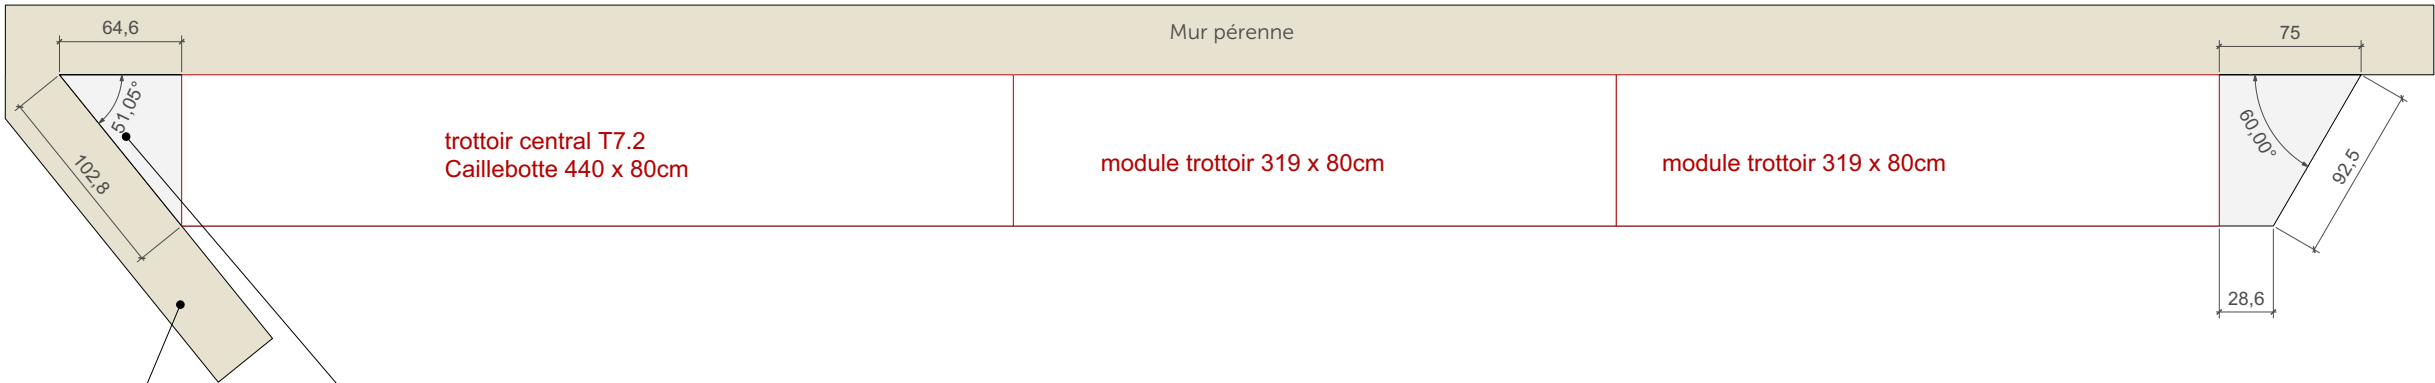 64,6
Mur pérenne
75
51,05°
60,00°
trottoir central T7.2
Caillebotte 440 x 80cm
module trottoir 319 x 80cm
module trottoir 319 x 80cm
102,8
92,5
28,6